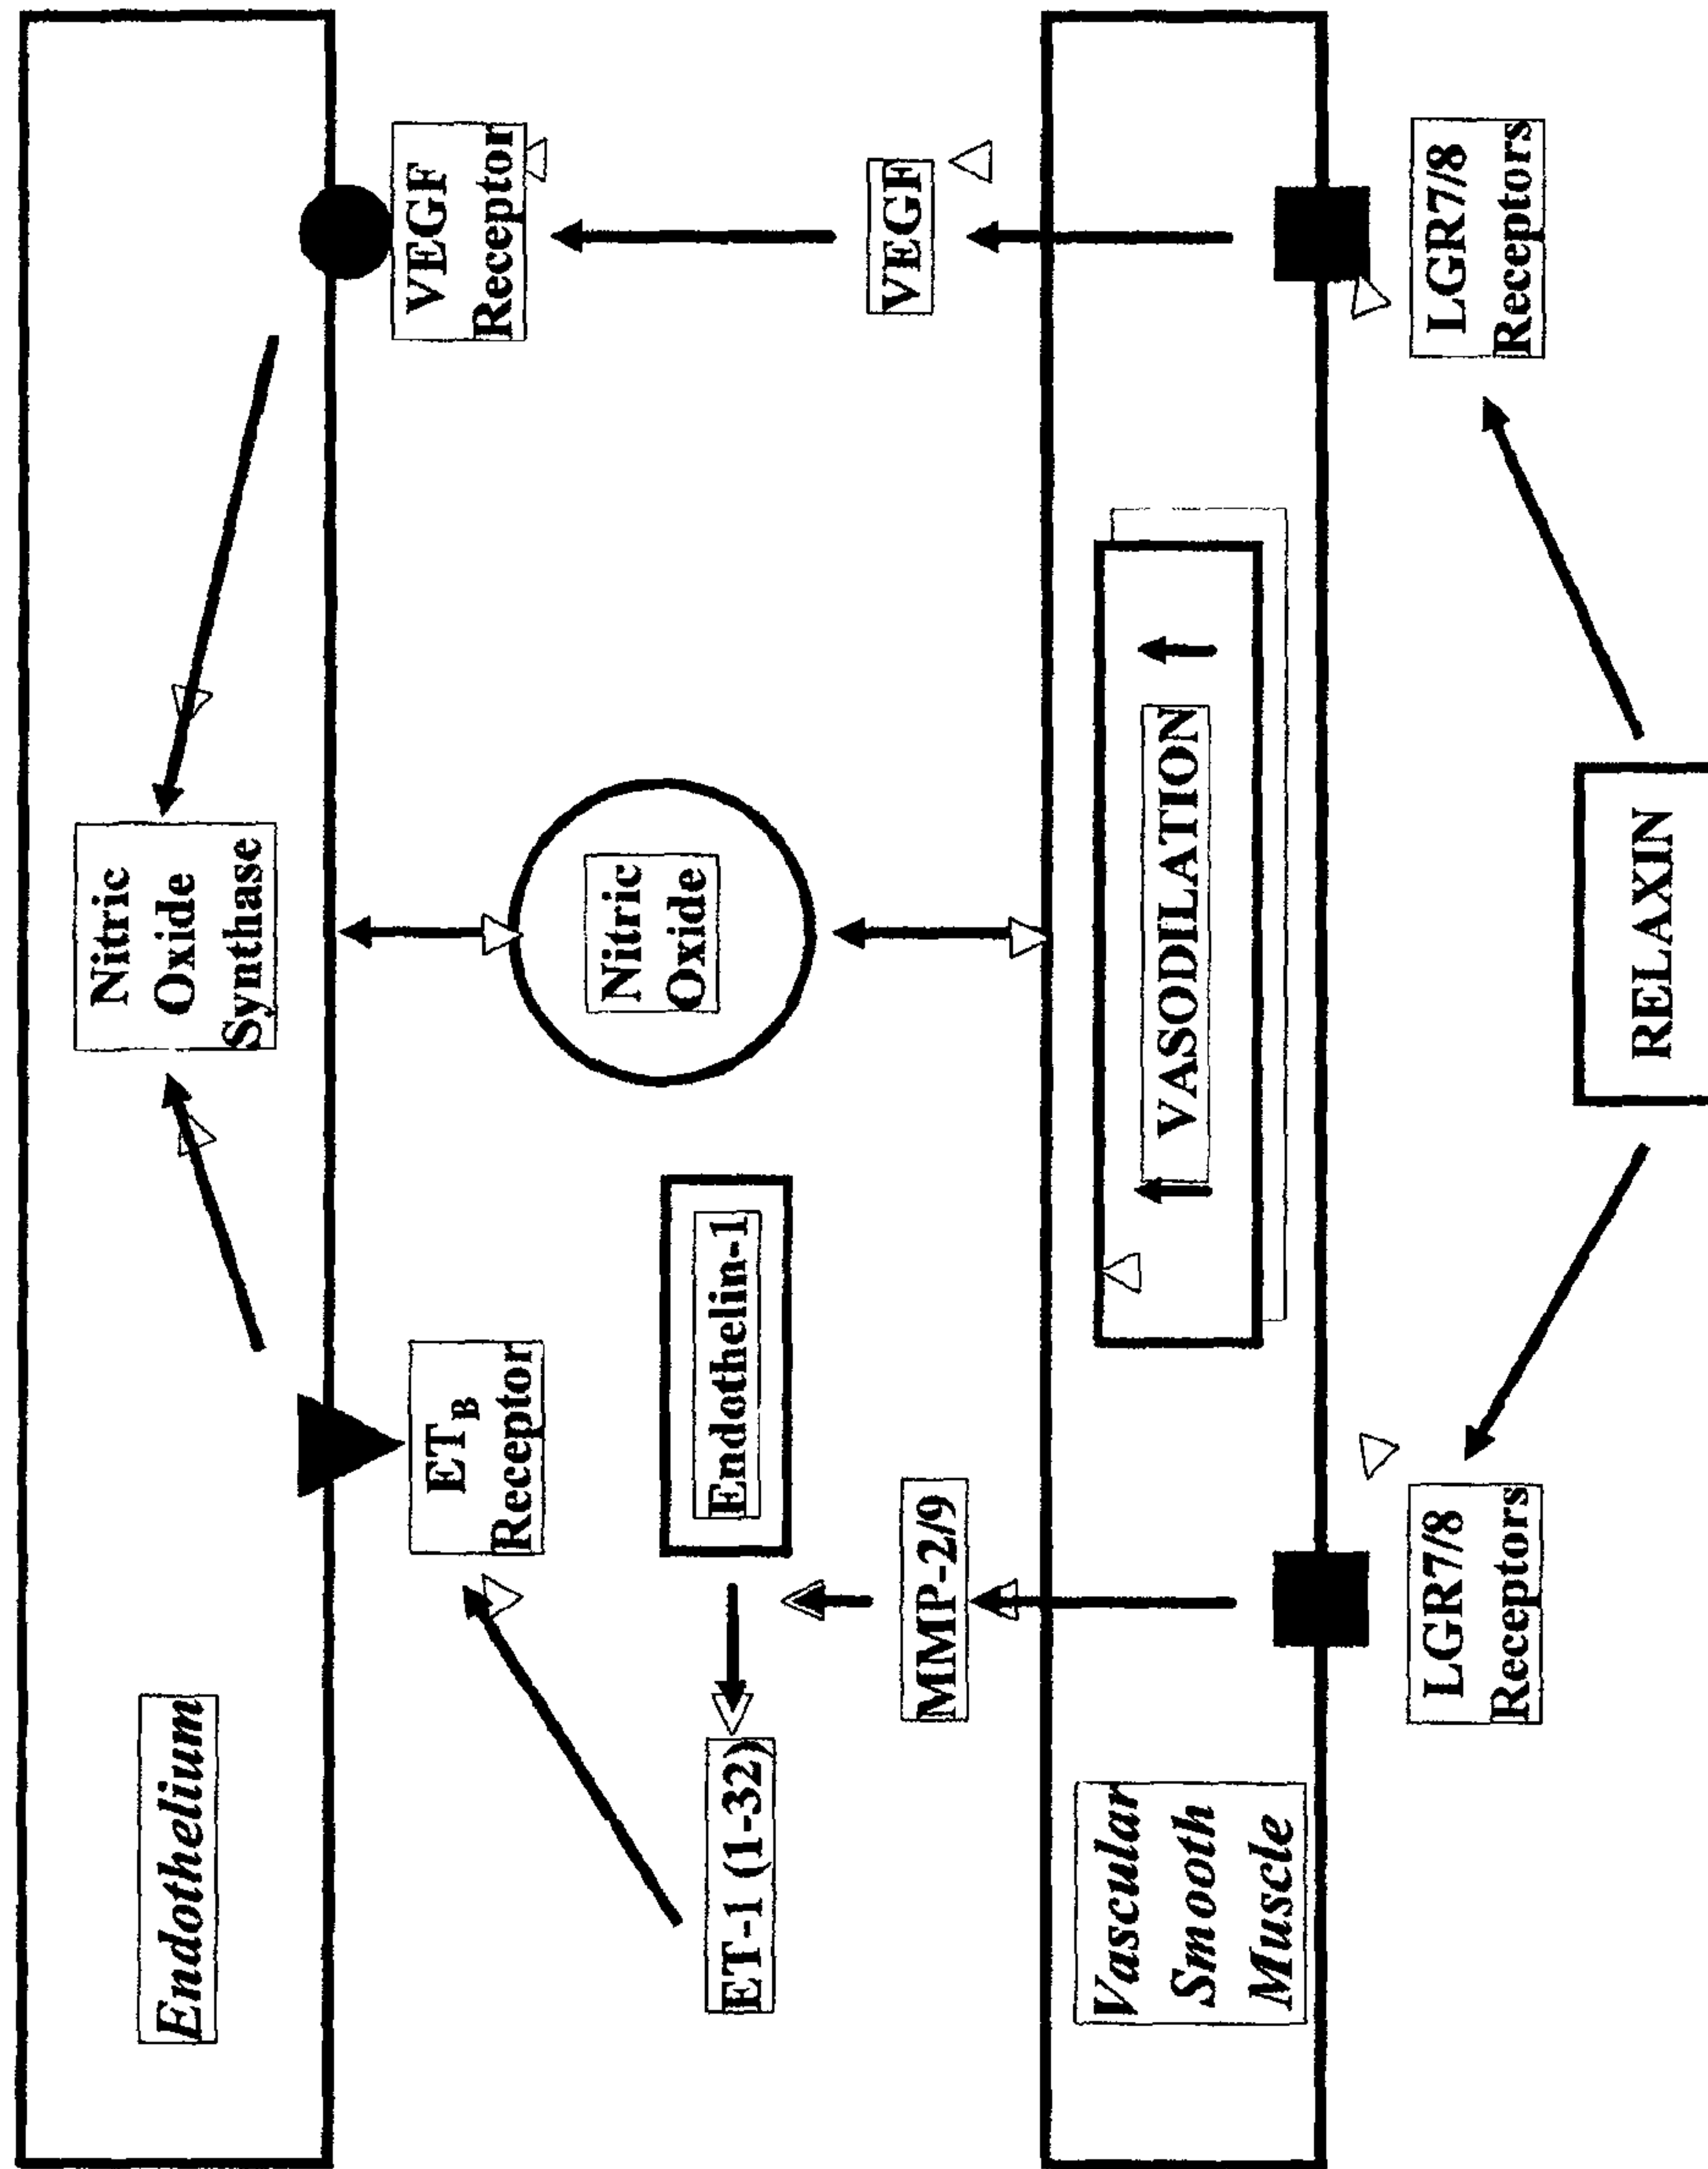 Endothelium
Nitric
Oxide
Synthase
ET_B
Receptor
VEGF
Receptor
Nitric
Oxide
Endothelin-1
ET-1 (1-32)
MMP-2/9
VEGF
Vascular
Smooth
Muscle
VASODILATION
LGR7/8
Receptors
LGR7/8
Receptors
RELAXIN